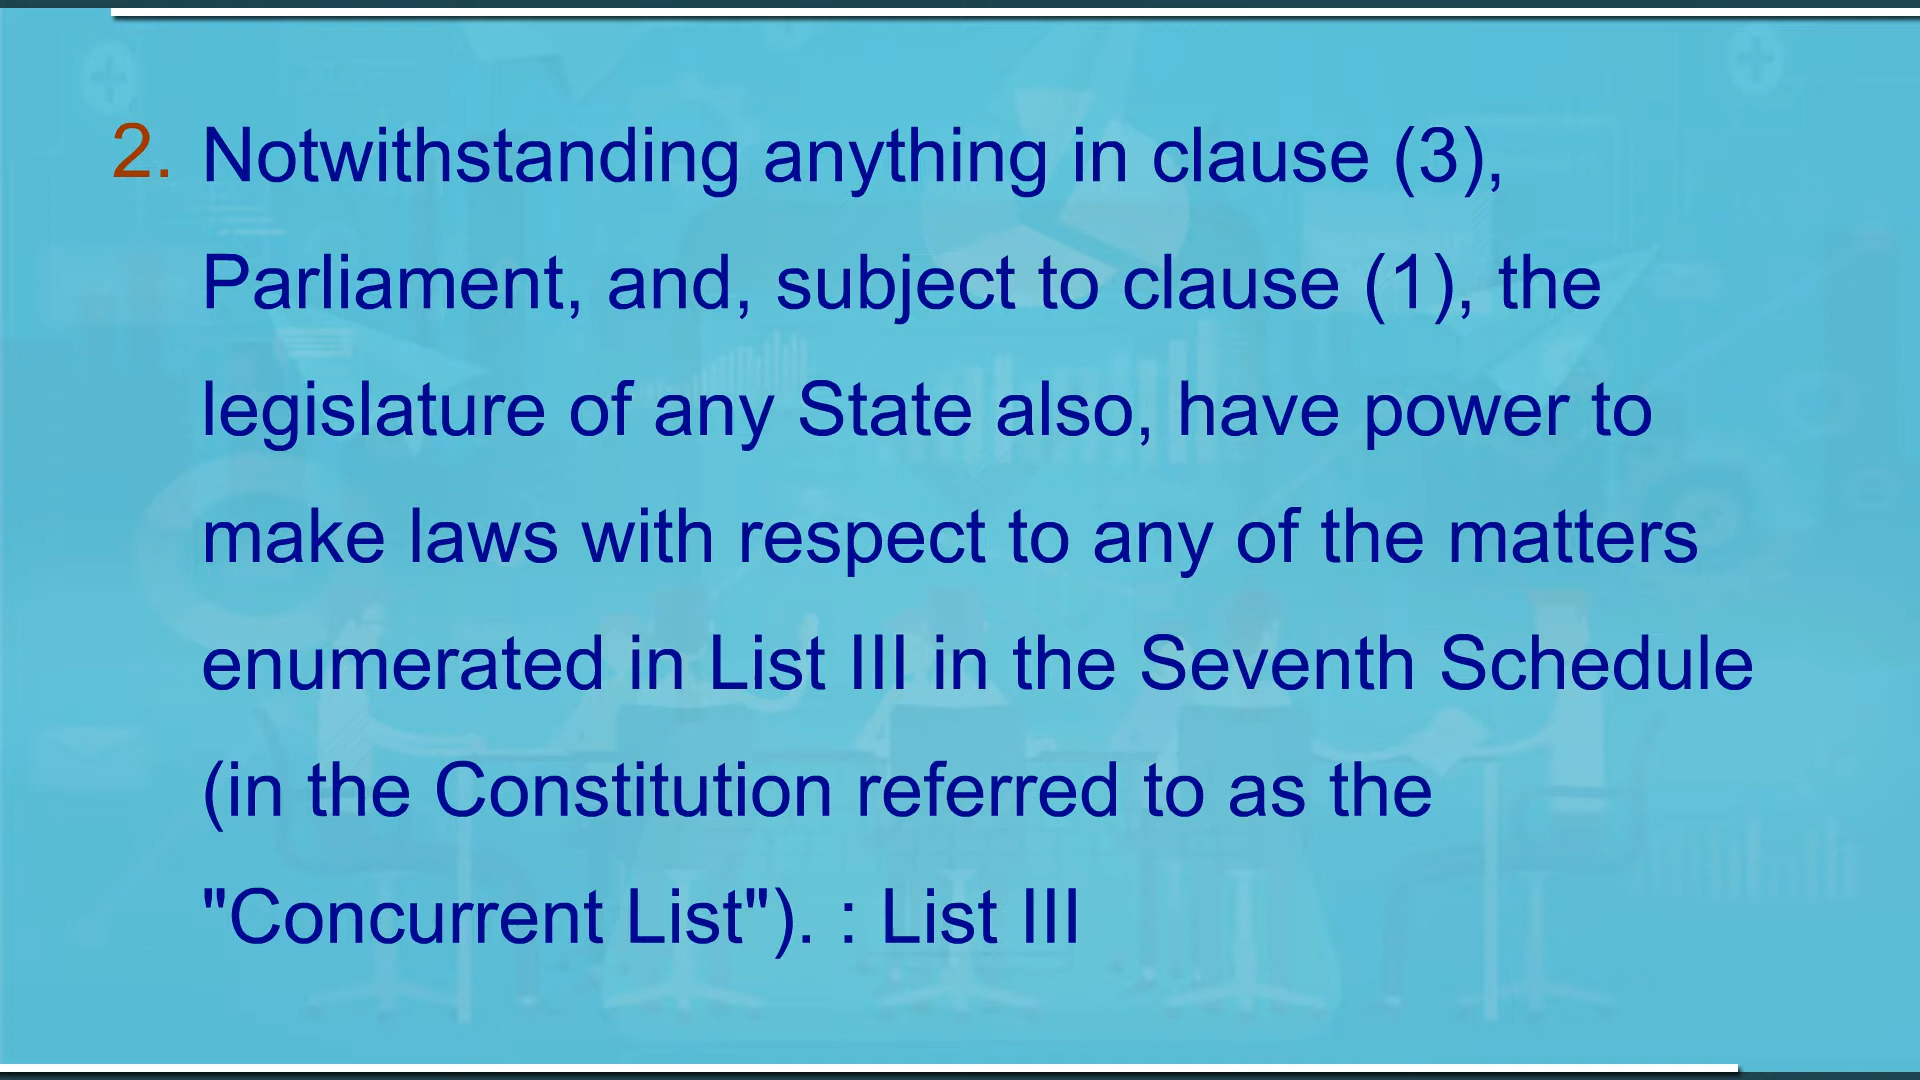 2. Notwithstanding anything in clause (3),
Parliament, and, subject to clause (1), the
legislature of any State also, have power to
make laws with respect to any of the matters
enumerated in List III in the Seventh Schedule
(in the Constitution referred to as the
"Concurrent List"). : List III